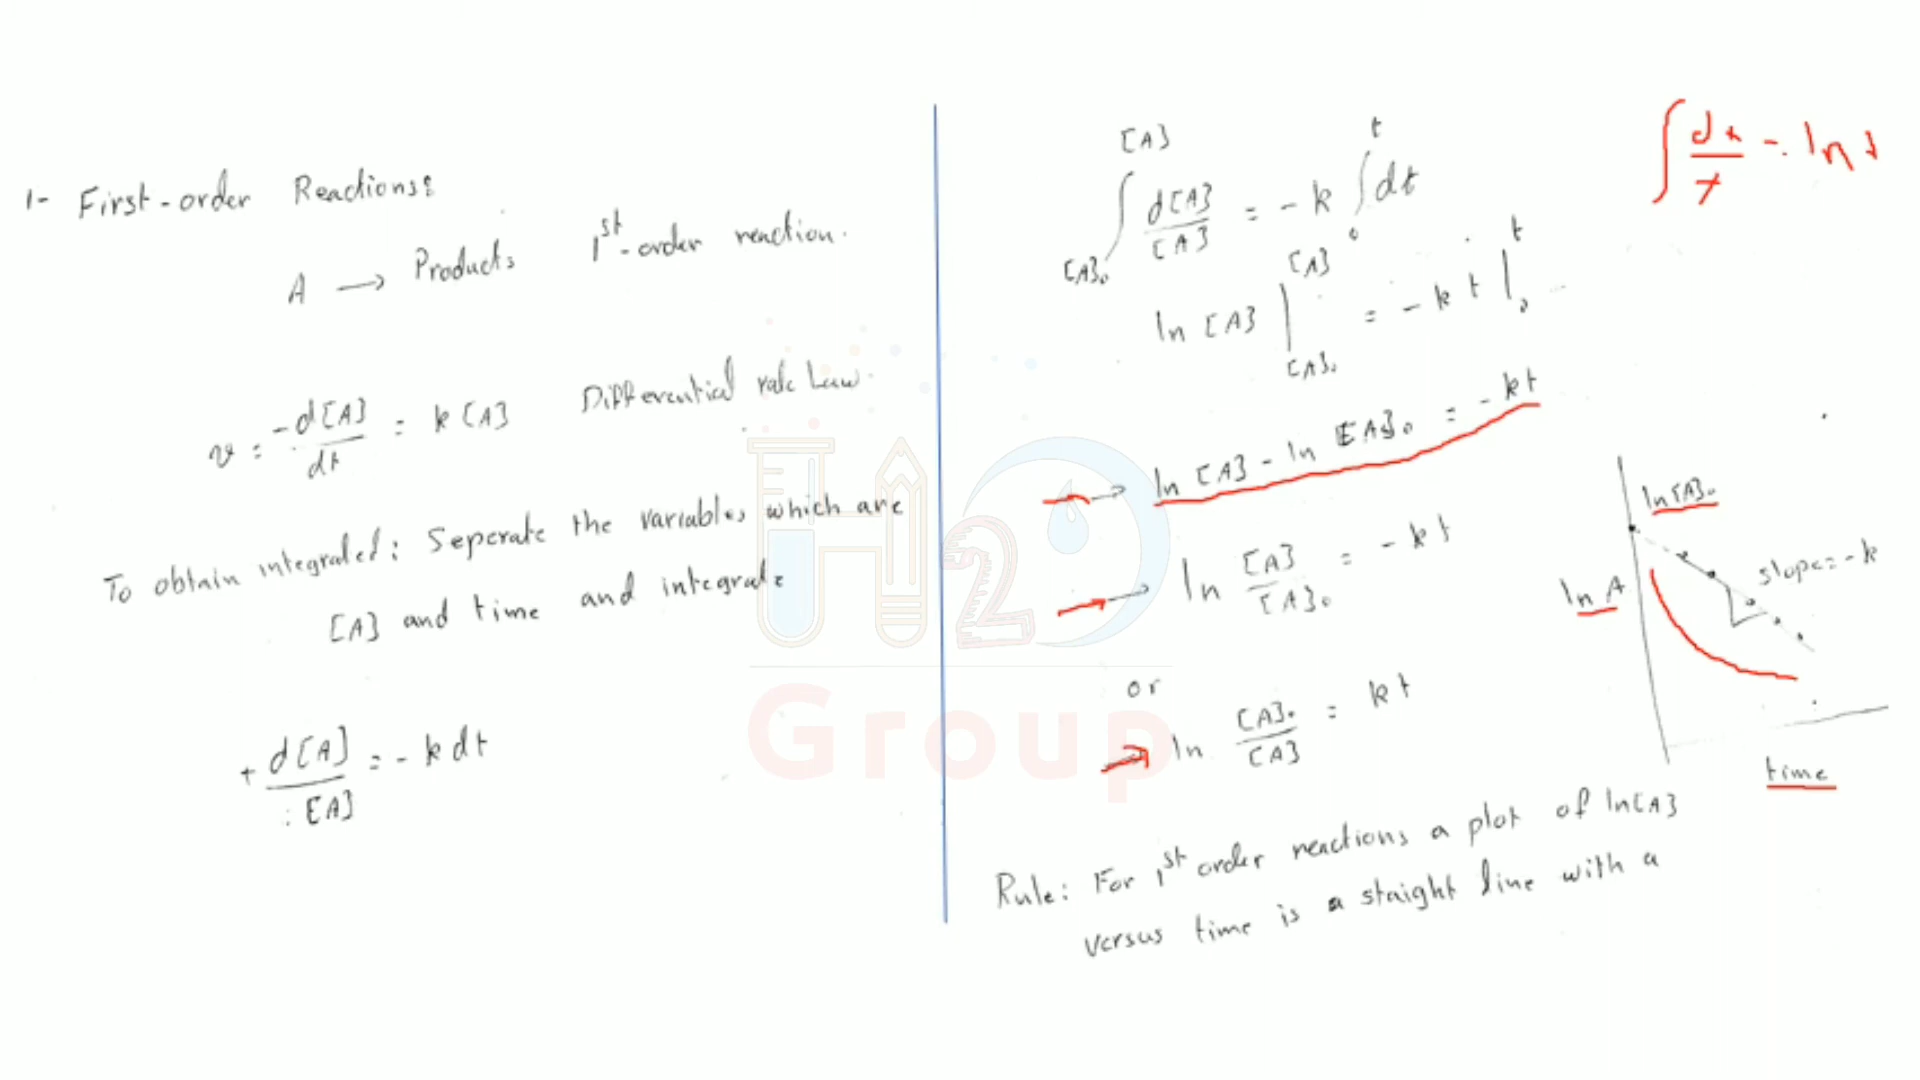 1- First-order Reactions:
A → Products 1st-order reaction.
v = -d[A]/dt = k[A] Differential rate Law.
To obtain integrated: Seperate the variables which are
[A] and time and integrate
+ d[A]/[A] = - k dt
∫ dx/x = ln x
∫_{[A]₀}^{[A]} d[A]/[A] = - k ∫_0^t dt
ln [A] |_{[A]₀}^{[A]} = - k t |_0^t
→ ln [A] - ln [A]₀ = - kt
→ ln [A]/[A]₀ = - kt
or
→ ln [A]₀/[A] = kt
ln[A]₀
slope = -k
ln A
time
Rule: For 1st order reactions a plot of ln[A]
versus time is a staight line with a
H2O
Group